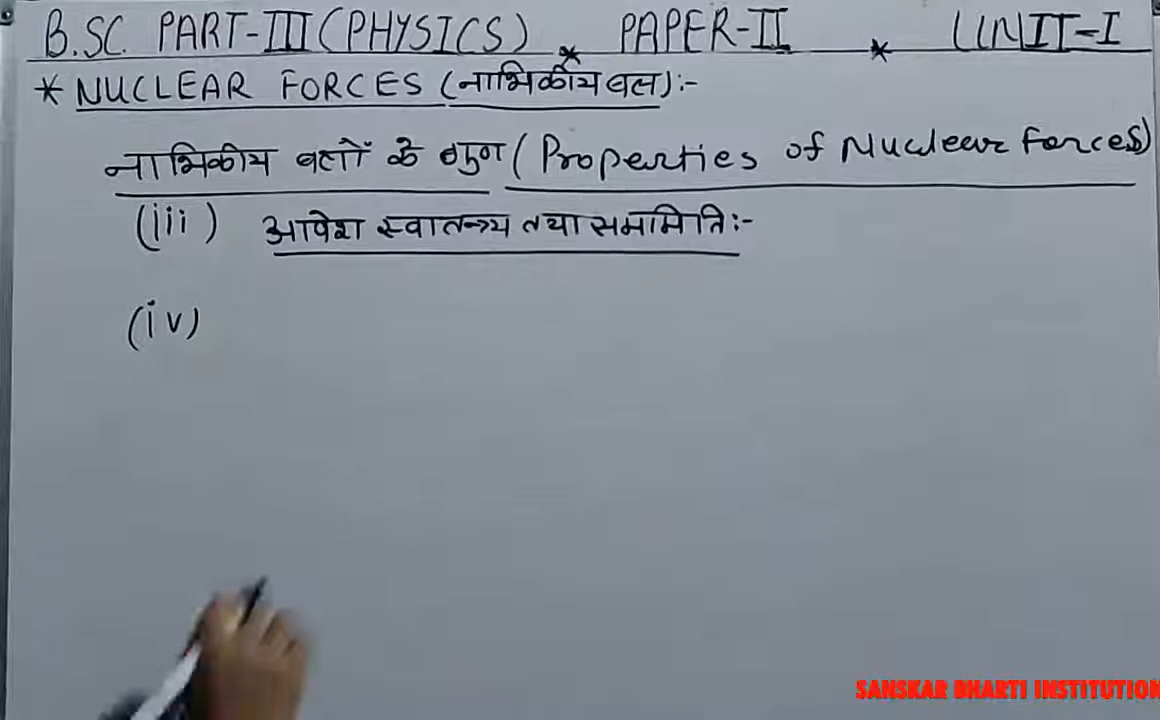 B.SC. PART-III (PHYSICS) * PAPER-II * UNIT-I
* NUCLEAR FORCES (नाभिकीय बल) :-
नाभिकीय बलों के गुण ( Properties of Nuclear Forces)
(iii) आवेश स्वातन्त्र्य तथा सममिति :-
(iv)
SANSKAR BHARTI INSTITUTION